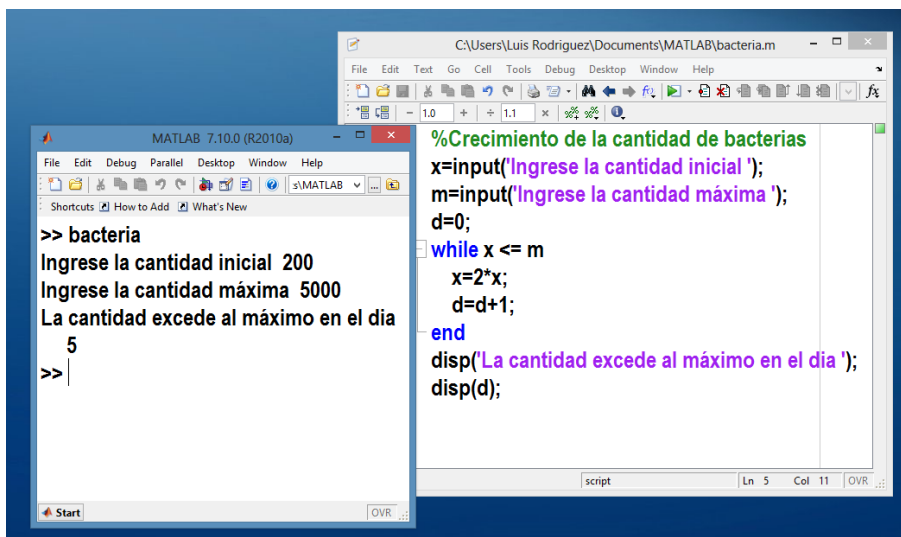 C:\Users\Luis Rodriguez\Documents\MATLAB\bacteria.m
File Edit Text Go Cell Tools Debug Desktop Window Help
fx
- 1.0 + ÷ 1.1 ×
%Crecimiento de la cantidad de bacterias
x=input('Ingrese la cantidad inicial ');
m=input('Ingrese la cantidad máxima ');
d=0;
while x <= m
x=2*x;
d=d+1;
end
disp('La cantidad excede al máximo en el dia ');
disp(d);
script Ln 5 Col 11 OVR
MATLAB 7.10.0 (R2010a)
File Edit Debug Parallel Desktop Window Help
s\MATLAB ...
Shortcuts How to Add What's New
>> bacteria
Ingrese la cantidad inicial 200
Ingrese la cantidad máxima 5000
La cantidad excede al máximo en el dia
5
>>
Start OVR